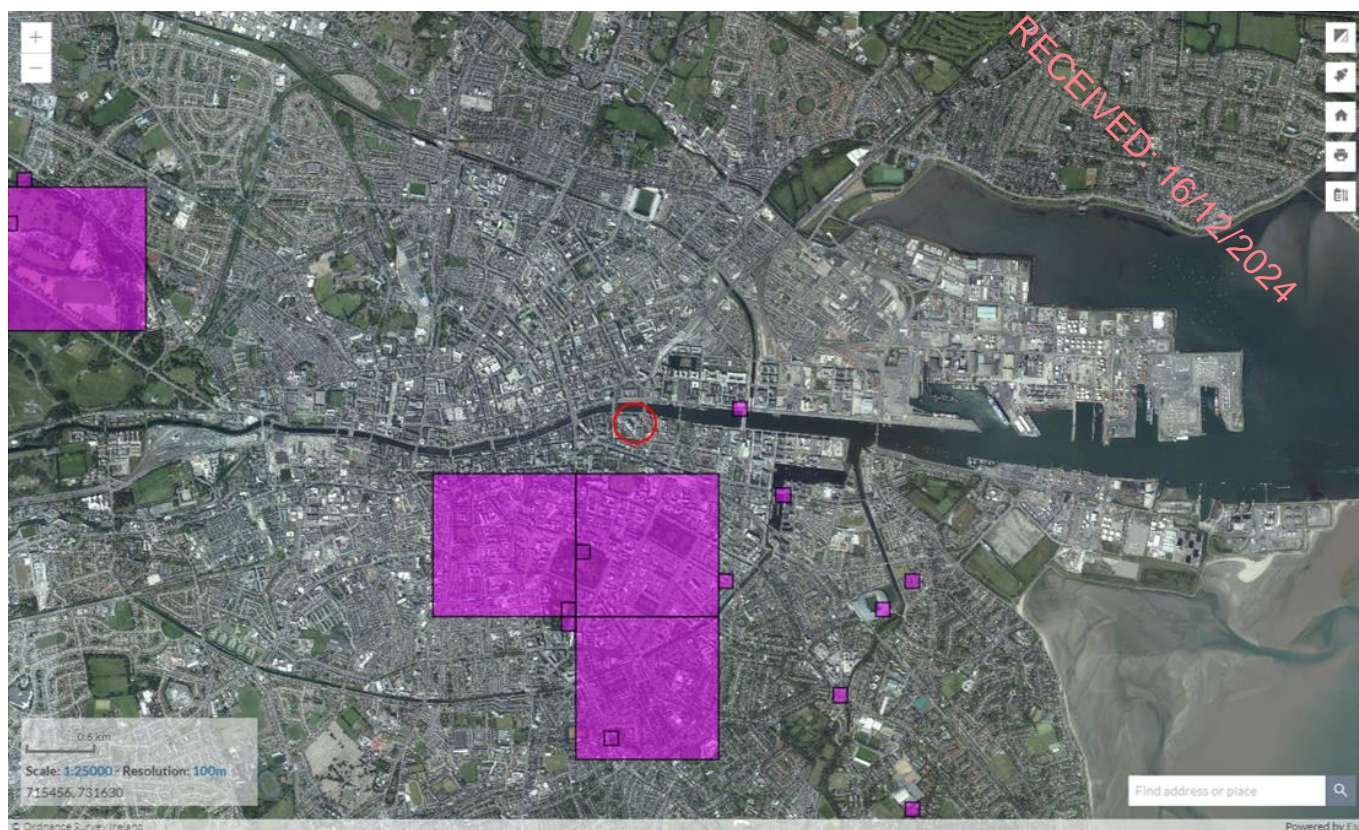 +
−
RECEIVED: 16/12/2024
0.6 km
Scale: 1:25000 - Resolution: 100m
715456, 731630
Find address or place
© Ordnance Survey Ireland
Powered by Es